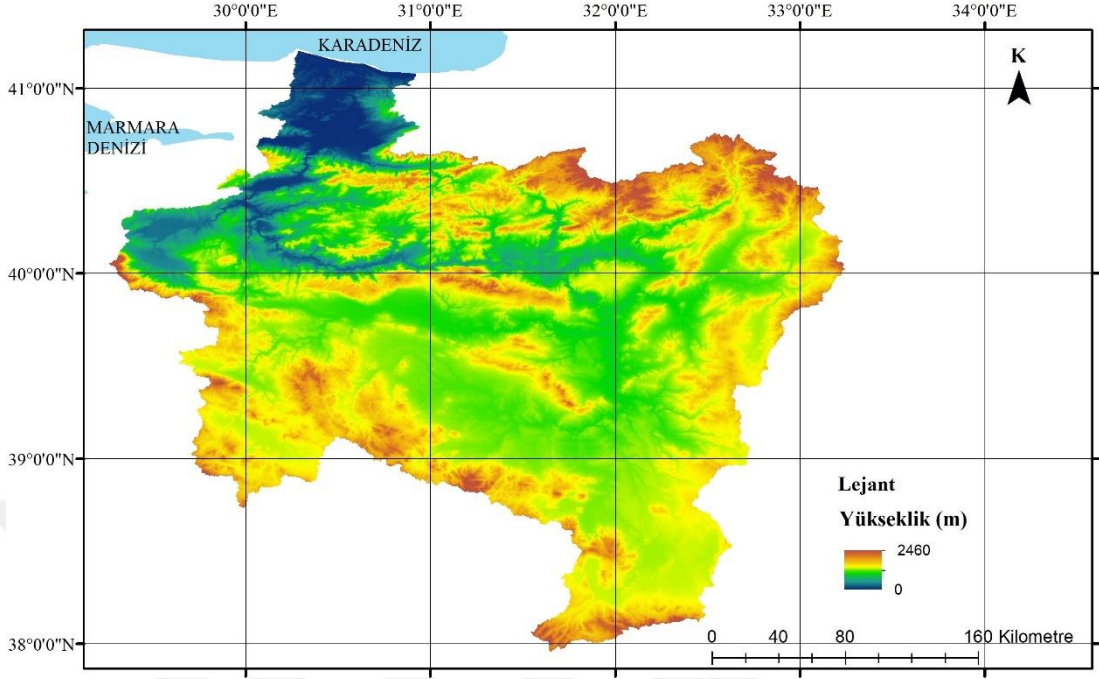 30°0'0"E
31°0'0"E
32°0'0"E
33°0'0"E
34°0'0"E
KARADENİZ
K
41°0'0"N
MARMARA
DENİZİ
40°0'0"N
39°0'0"N
Lejant
Yükseklik (m)
2460
0
38°0'0"N
0 40 80 160 Kilometre